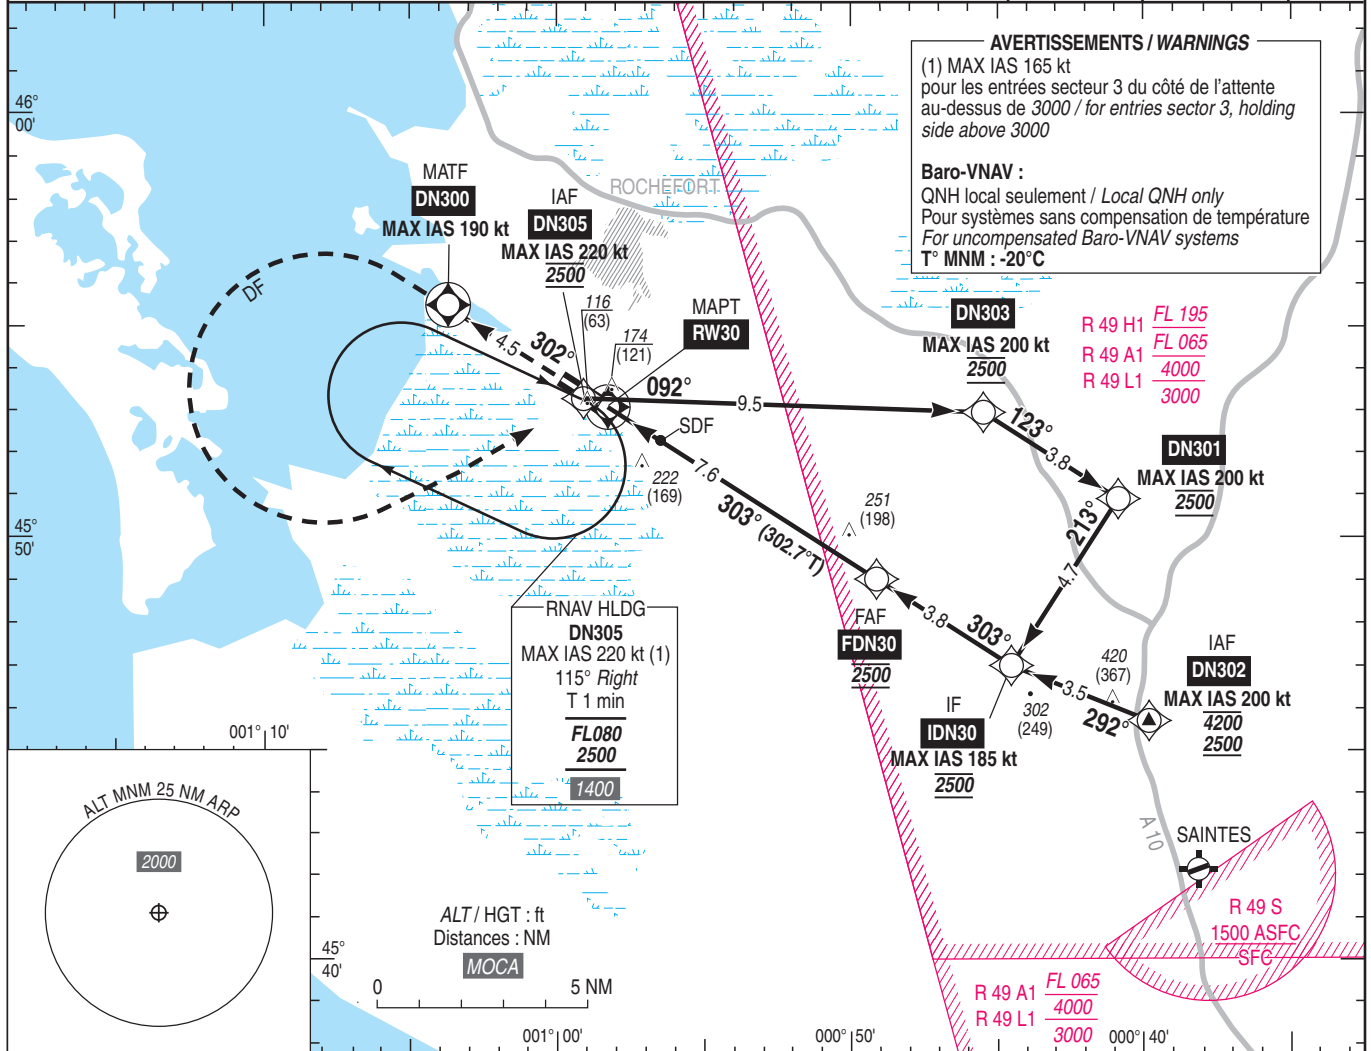 AVERTISSEMENTS / WARNINGS
(1) MAX IAS 165 kt
pour les entrées secteur 3 du côté de l'attente
au-dessus de 3000 / for entries sector 3, holding
side above 3000
Baro-VNAV :
QNH local seulement / Local QNH only
Pour systèmes sans compensation de température
For uncompensated Baro-VNAV systems
T° MNM : -20°C
46°
00'
MATF
DN300
MAX IAS 190 kt
IAF
DN305
MAX IAS 220 kt
2500
ROCHEFORT
DF
116
(63)
174
(121)
MAPT
RW30
DN303
MAX IAS 200 kt
2500
R 49 H1 FL 195
R 49 A1 FL 065
4000
R 49 L1
3000
4.5
302°
092°
9.5
123°
3.8
DN301
MAX IAS 200 kt
2500
SDF
7.6
222
(169)
303° (302.7°T)
251
(198)
213°
4.7
45°
50'
RNAV HLDG
DN305
MAX IAS 220 kt (1)
115° Right
T 1 min
FL080
2500
1400
FAF
FDN30
2500
3.8
303°
IF
IDN30
MAX IAS 185 kt
2500
302
(249)
420
(367)
3.5
292°
IAF
DN302
MAX IAS 200 kt
4200
2500
001° 10'
ALT MNM 25 NM ARP
2000
A 10
SAINTES
R 49 S
1500 ASFC
SFC
ALT / HGT : ft
Distances : NM
MOCA
45°
40'
0
5 NM
R 49 A1 FL 065
4000
R 49 L1
3000
001° 00'
000° 50'
000° 40'